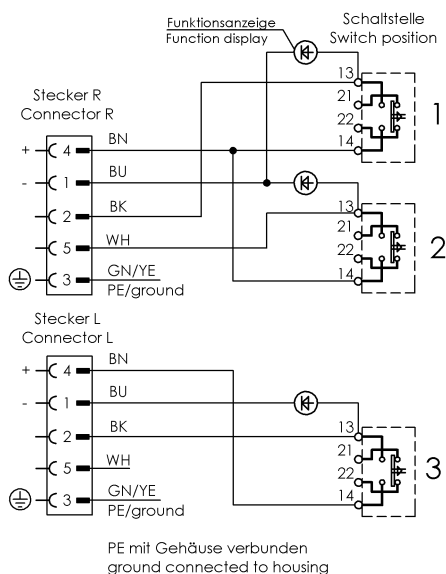 Funktionsanzeige
Function display
Schaltstelle
Switch position
Stecker R
Connector R
13
21
22
14
1
+ 4 BN
- 1 BU
2 BK
5 WH
3 GN/YE
PE/ground
13
21
22
14
2
Stecker L
Connector L
+ 4 BN
- 1 BU
2 BK
5 WH
3 GN/YE
PE/ground
13
21
22
14
3
PE mit Gehäuse verbunden
ground connected to housing